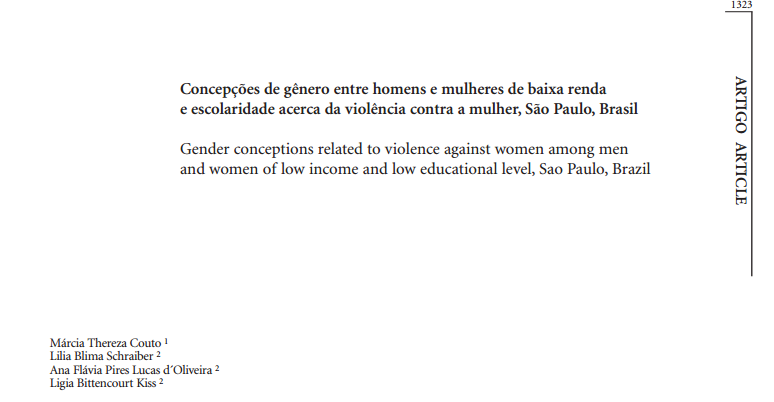 1323
ARTIGO ARTICLE
Concepções de gênero entre homens e mulheres de baixa renda
e escolaridade acerca da violência contra a mulher, São Paulo, Brasil
Gender conceptions related to violence against women among men
and women of low income and low educational level, Sao Paulo, Brazil
Márcia Thereza Couto ¹
Lilia Blima Schraiber ²
Ana Flávia Pires Lucas d´Oliveira ²
Ligia Bittencourt Kiss ²